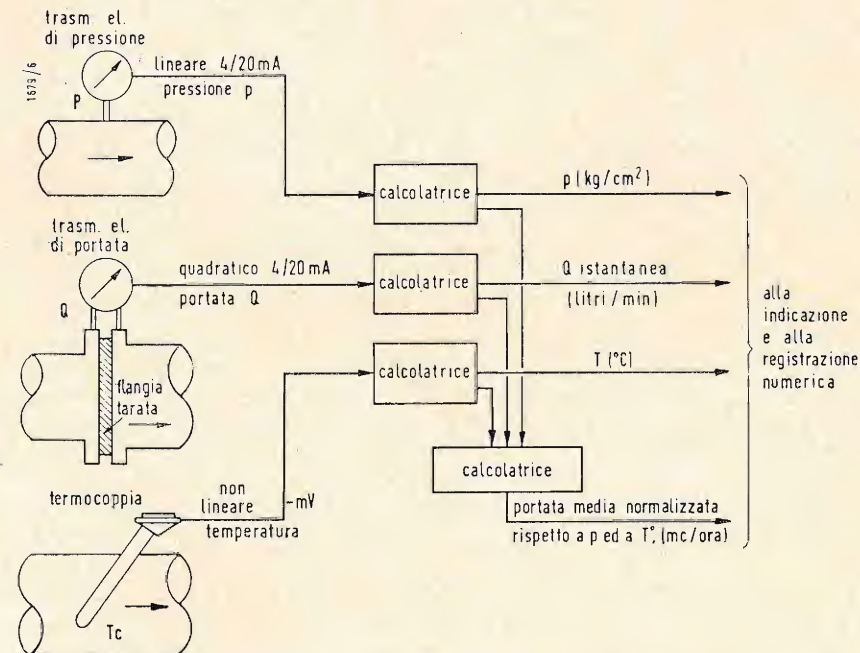 trasm. el.
di pressione
1679/6
P
lineare 4/20mA
pressione p
trasm. el.
di portata
Q
quadratico 4/20mA
portata Q
flangia
tarata
termocoppia
non
lineare
-mV
temperatura
Tc
calcolatrice
p (kg/cm²)
calcolatrice
Q istantanea
(litri/min)
calcolatrice
T (°C)
calcolatrice
portata media normalizzata
rispetto a p ed a T°, (mc/ora)
alla
indicazione
e alla
registrazione
numerica